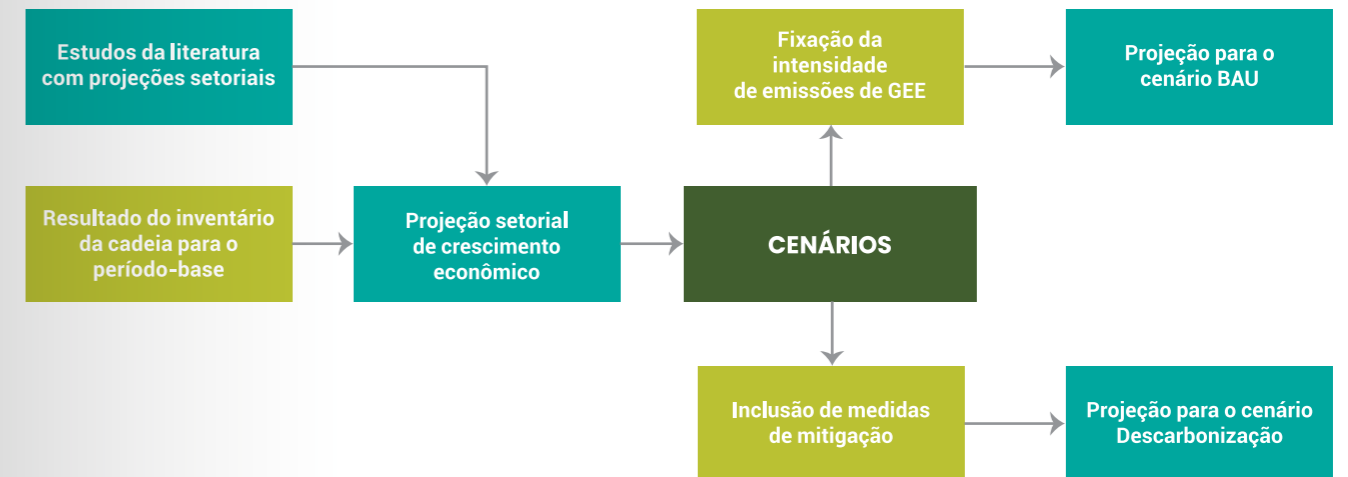 Estudos da literatura
com projeções setoriais
Fixação da
intensidade
de emissões de GEE
Projeção para o
cenário BAU
Resultado do inventário
da cadeia para o
período-base
Projeção setorial
de crescimento
econômico
CENÁRIOS
Inclusão de medidas
de mitigação
Projeção para o cenário
Descarbonização